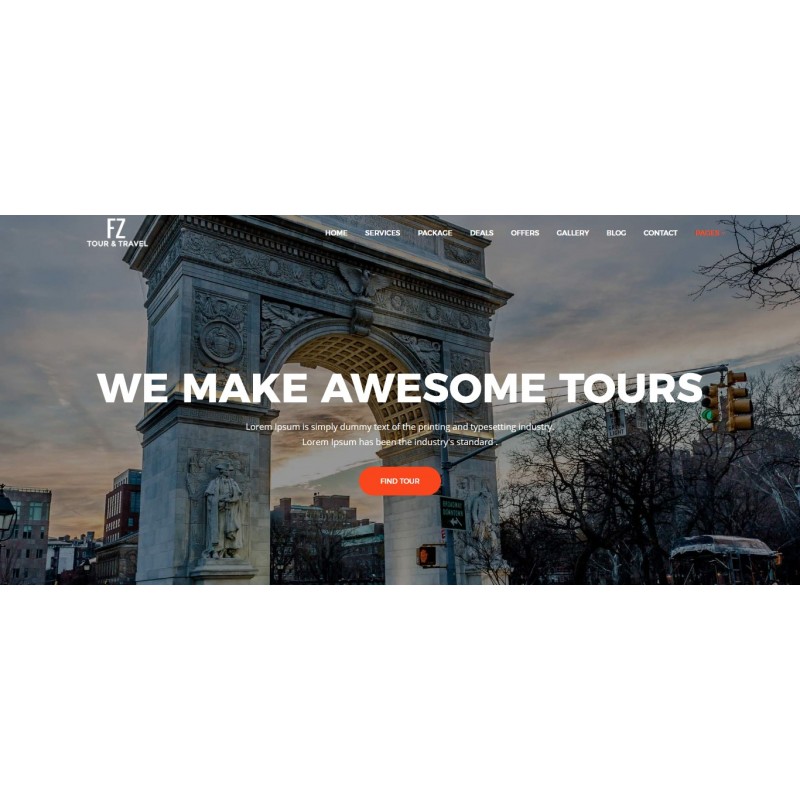 FZ
TOUR & TRAVEL
HOME SERVICES PACKAGE DEALS OFFERS GALLERY BLOG CONTACT PAGES
WE MAKE AWESOME TOURS
Lorem Ipsum is simply dummy text of the printing and typesetting industry.
Lorem Ipsum has been the industry's standard .
FIND TOUR